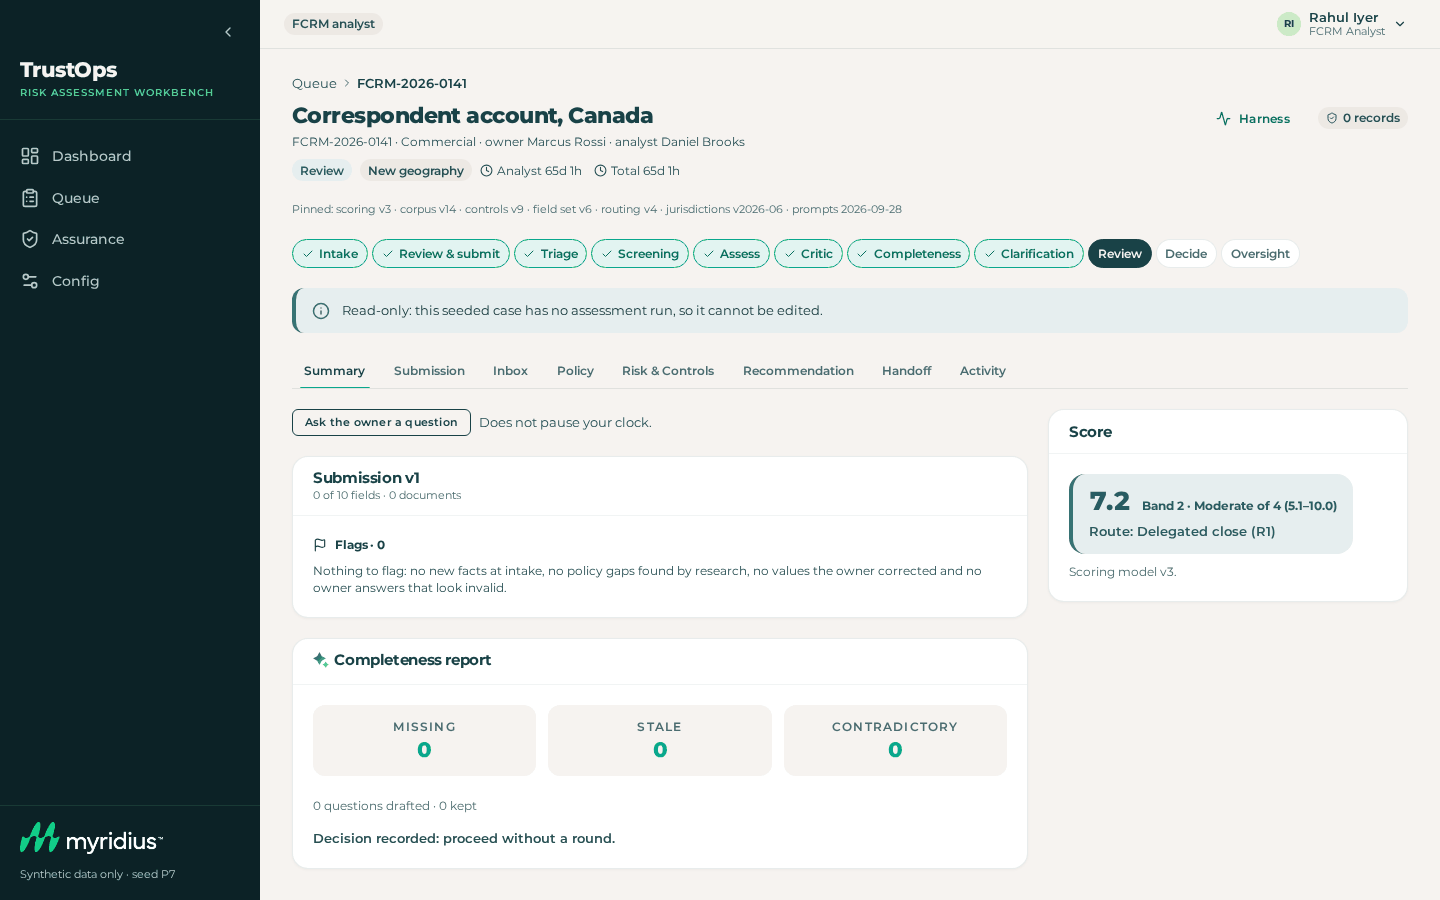 TrustOps
RISK ASSESSMENT WORKBENCH
Dashboard
Queue
Assurance
Config
myridius™
Synthetic data only · seed P7
FCRM analyst
RI
Rahul Iyer
FCRM Analyst
Queue > FCRM-2026-0141
Correspondent account, Canada
Harness
0 records
FCRM-2026-0141 · Commercial · owner Marcus Rossi · analyst Daniel Brooks
Review New geography Analyst 65d 1h Total 65d 1h
Pinned: scoring v3 · corpus v14 · controls v9 · field set v6 · routing v4 · jurisdictions v2026-06 · prompts 2026-09-28
Intake Review & submit Triage Screening Assess Critic Completeness Clarification Review Decide Oversight
Read-only: this seeded case has no assessment run, so it cannot be edited.
Summary Submission Inbox Policy Risk & Controls Recommendation Handoff Activity
Ask the owner a question Does not pause your clock.
Submission v1
0 of 10 fields · 0 documents
Flags · 0
Nothing to flag: no new facts at intake, no policy gaps found by research, no values the owner corrected and no
owner answers that look invalid.
Completeness report
MISSING
0
STALE
0
CONTRADICTORY
0
0 questions drafted · 0 kept
Decision recorded: proceed without a round.
Score
7.2 Band 2 · Moderate of 4 (5.1–10.0)
Route: Delegated close (R1)
Scoring model v3.